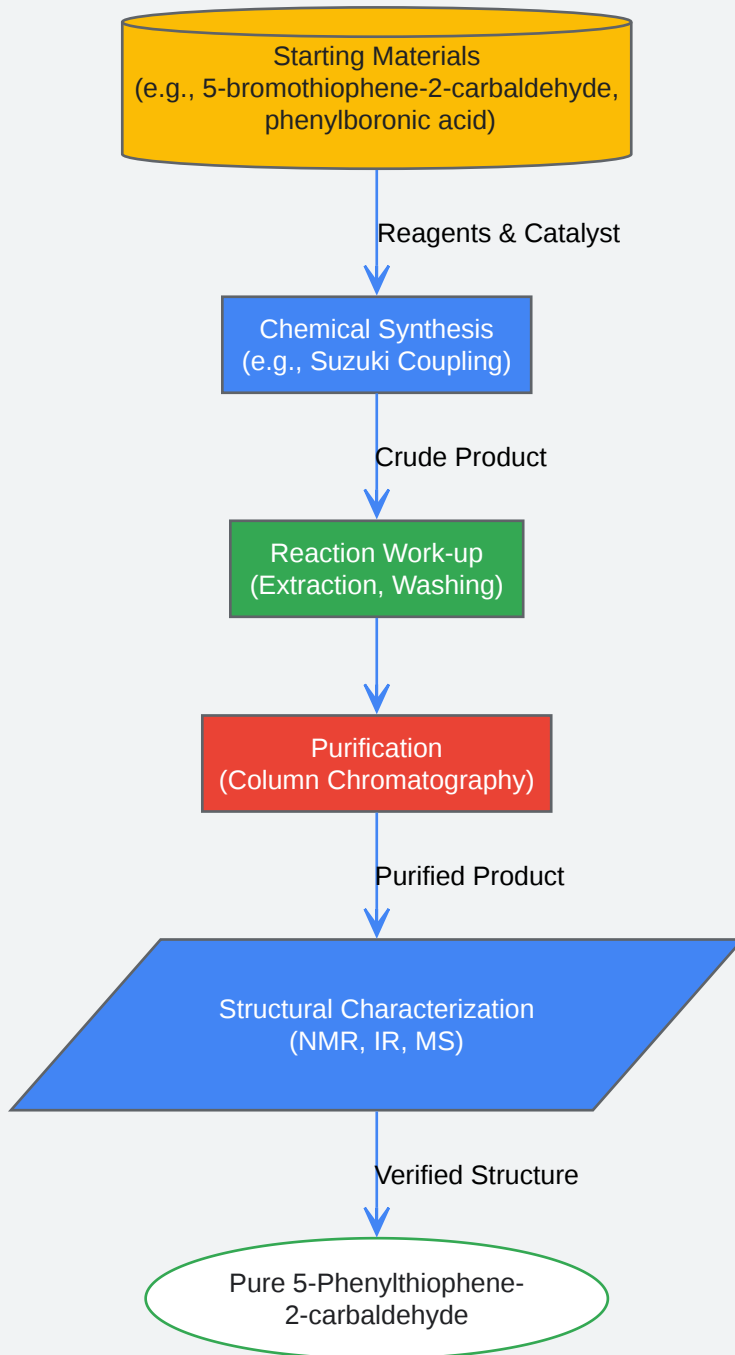 Starting Materials
(e.g., 5-bromothiophene-2-carbaldehyde,
phenylboronic acid)
Reagents & Catalyst
Chemical Synthesis
(e.g., Suzuki Coupling)
Crude Product
Reaction Work-up
(Extraction, Washing)
Purification
(Column Chromatography)
Purified Product
Structural Characterization
(NMR, IR, MS)
Verified Structure
Pure 5-Phenylthiophene-
2-carbaldehyde